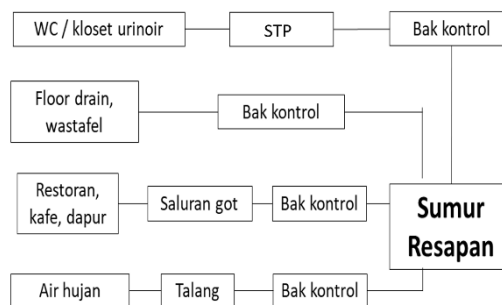 WC / kloset urinoir
STP
Bak kontrol
Floor drain,
wastafel
Bak kontrol
Restoran,
kafe, dapur
Saluran got
Bak kontrol
Sumur
Resapan
Air hujan
Talang
Bak kontrol